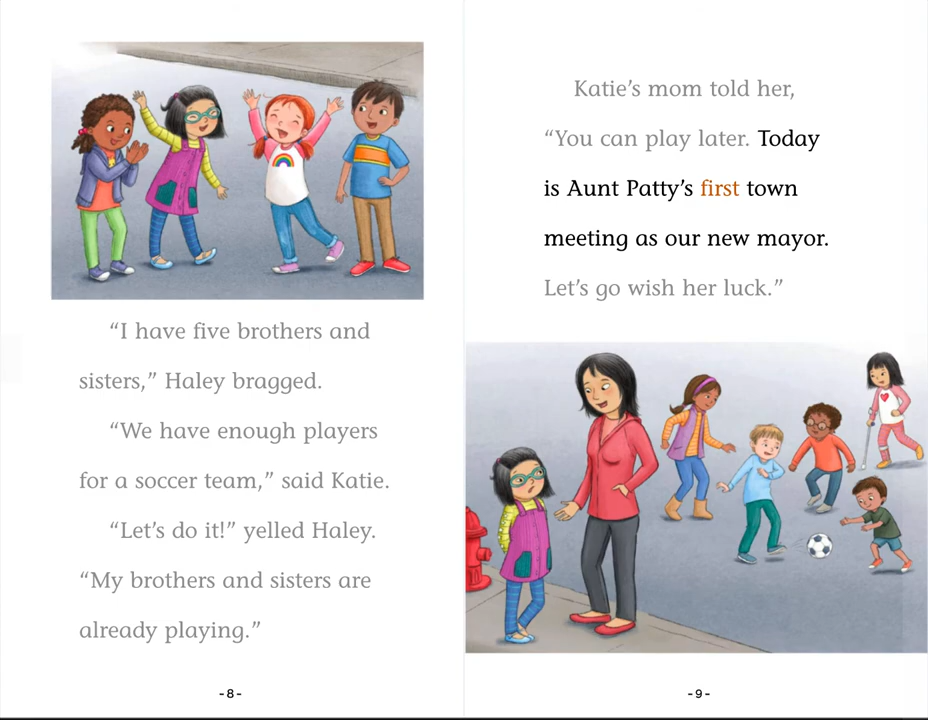 “I have five brothers and
sisters,” Haley bragged.
“We have enough players
for a soccer team,” said Katie.
“Let’s do it!” yelled Haley.
“My brothers and sisters are
already playing.”
-8-
Katie’s mom told her,
“You can play later. Today
is Aunt Patty’s first town
meeting as our new mayor.
Let’s go wish her luck.”
-9-